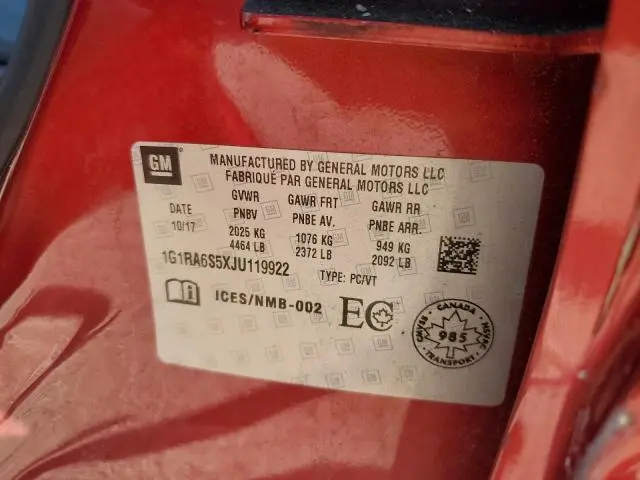 GM
MANUFACTURED BY GENERAL MOTORS LLC
FABRIQUÉ PAR GENERAL MOTORS LLC
GVWR GAWR FRT GAWR RR
DATE PNBV PNBE AV. PNBE ARR.
10/17 2025 KG 1076 KG 949 KG
4464 LB 2372 LB 2092 LB
1G1RA6S5XJU119922 TYPE: PC/VT
ICES/NMB-002 EC
CANADA
985
TRANSPORT